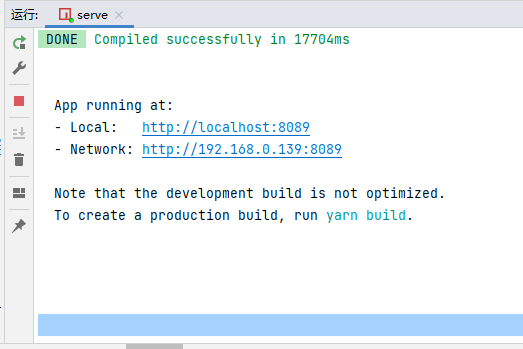 运行: serve
DONE Compiled successfully in 17704ms
App running at:
- Local: http://localhost:8089
- Network: http://192.168.0.139:8089
Note that the development build is not optimized.
To create a production build, run yarn build.